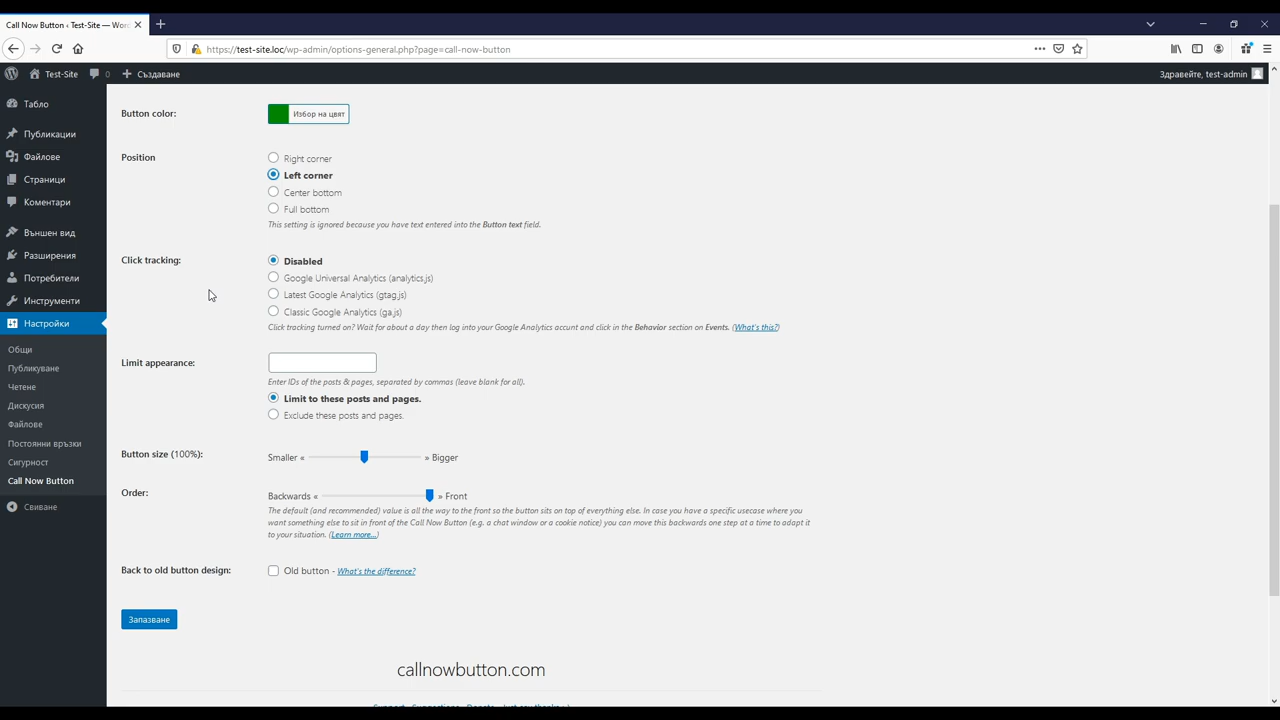 Call Now Button ‹ Test-Site — Wor
https://test-site.loc/wp-admin/options-general.php?page=call-now-button
Test-Site
0
Създаване
Здравейте, test-admin
Табло
Публикации
Файлове
Страници
Коментари
Външен вид
Разширения
Потребители
Инструменти
Настройки
Общи
Публикуване
Четене
Дискусия
Файлове
Постоянни връзки
Сигурност
Call Now Button
Свиване
Button color:
Избор на цвят
Position
Right corner
Left corner
Center bottom
Full bottom
This setting is ignored because you have text entered into the Button text field.
Click tracking:
Disabled
Google Universal Analytics (analytics.js)
Latest Google Analytics (gtag.js)
Classic Google Analytics (ga.js)
Click tracking turned on? Wait for about a day then log into your Google Analytics accunt and click in the Behavior section on Events. (What's this?)
Limit appearance:
Enter IDs of the posts & pages, separated by commas (leave blank for all).
Limit to these posts and pages.
Exclude these posts and pages.
Button size (100%):
Smaller « » Bigger
Order:
Backwards « » Front
The default (and recommended) value is all the way to the front so the button sits on top of everything else. In case you have a specific usecase where you
want something else to sit in front of the Call Now Button (e.g. a chat window or a cookie notice) you can move this backwards one step at a time to adapt it
to your situation. (Learn more...)
Back to old button design:
Old button - What's the difference?
Запазване
callnowbutton.com
Support Suggestions Donate Just say thanks :-)